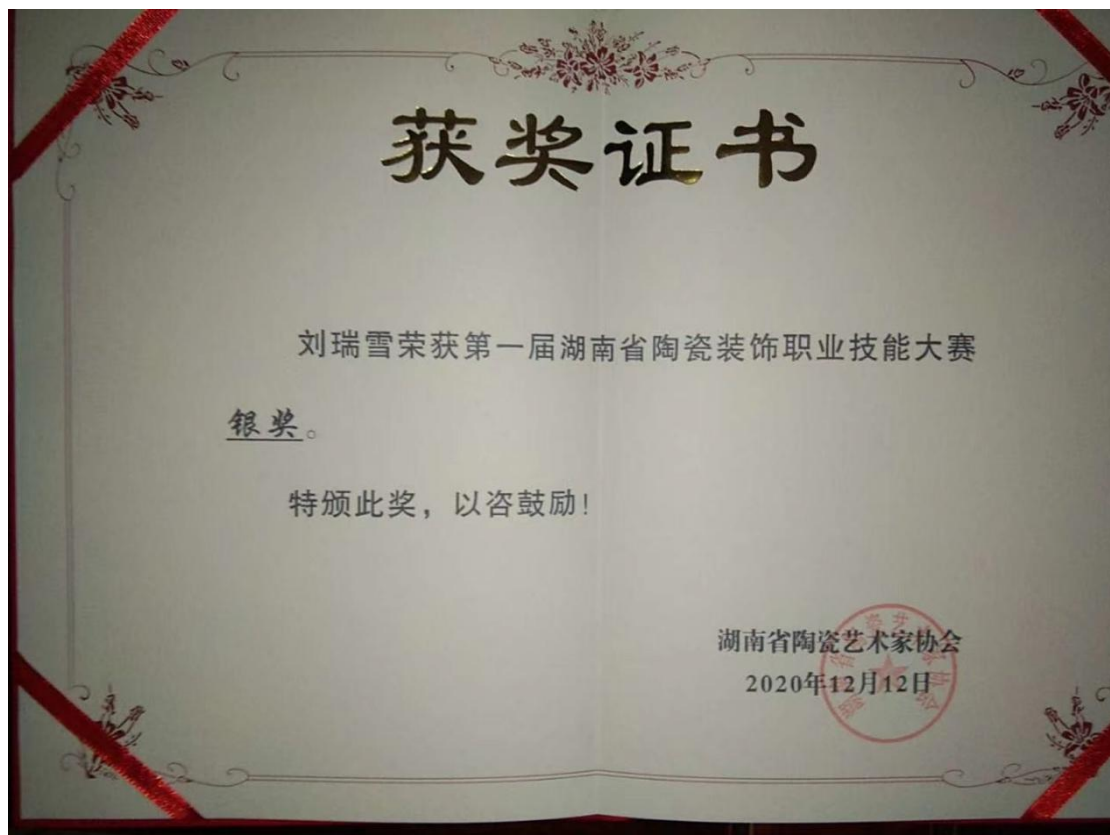 获奖证书
刘瑞雪荣获第一届湖南省陶瓷装饰职业技能大赛
银奖。
特颁此奖，以咨鼓励！
湖南省陶瓷艺术家协会
2020年12月12日